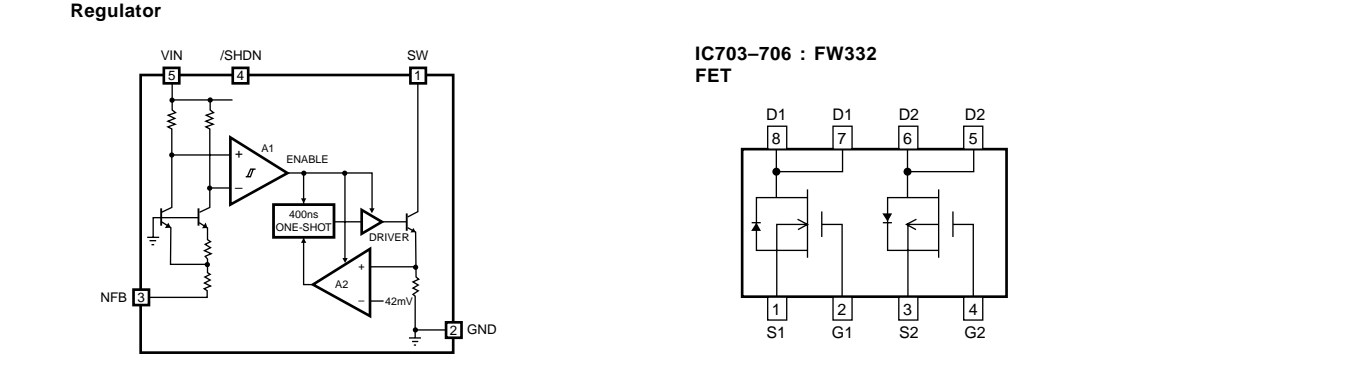 Regulator
VIN
/SHDN
SW
5
4
1
A1
+
–
ENABLE
400ns
ONE-SHOT
DRIVER
+
A2
–
42mV
NFB
3
2
GND
IC703–706 : FW332
FET
D1
D1
D2
D2
8
7
6
5
1
2
3
4
S1
G1
S2
G2